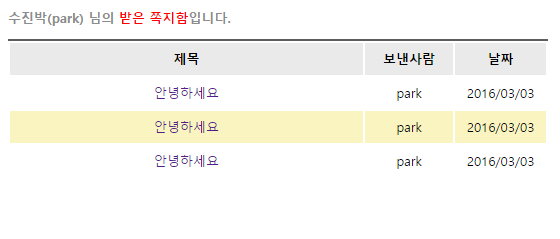 수진박(park) 님의 받은 쪽지함입니다.
제목 보낸사람 날짜
안녕하세요 park 2016/03/03
안녕하세요 park 2016/03/03
안녕하세요 park 2016/03/03